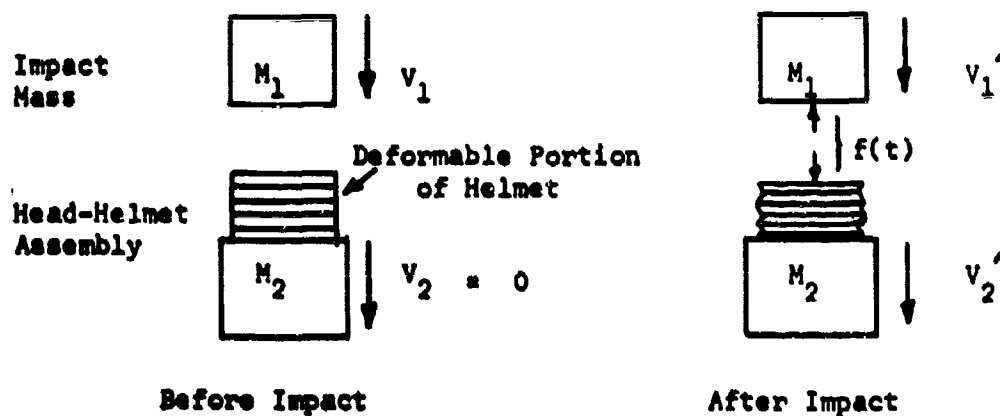 Impact
Mass
M1
V1
M1
V1′
f(t)
Deformable Portion
of Helmet
Head-Helmet
Assembly
M2
V2 = 0
M2
V2′
Before Impact
After Impact